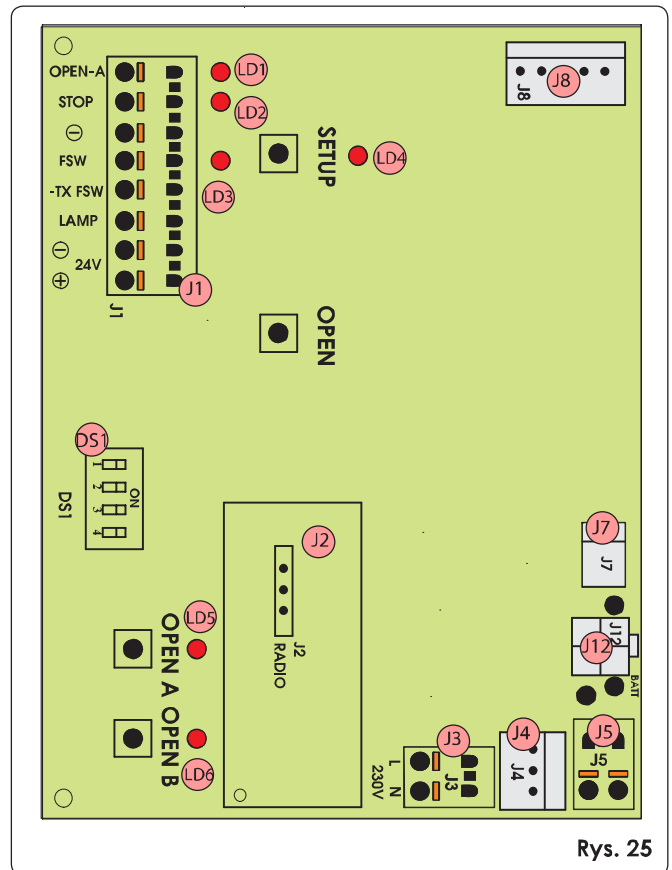 OPEN-A
STOP
⊖
FSW
-TX FSW
LAMP
⊖
24V
⊕
J1
J1
LD1
LD2
LD3
SETUP
LD4
J8
J8
OPEN
DS1
1
2
3
4
ON
DS1
J2
J2
RADIO
J7
J7
LD5
OPEN A
J12
J12
BATT
OPEN B
LD6
J3
L
N
230V
J3
J4
J4
J5
J5
Rys. 25